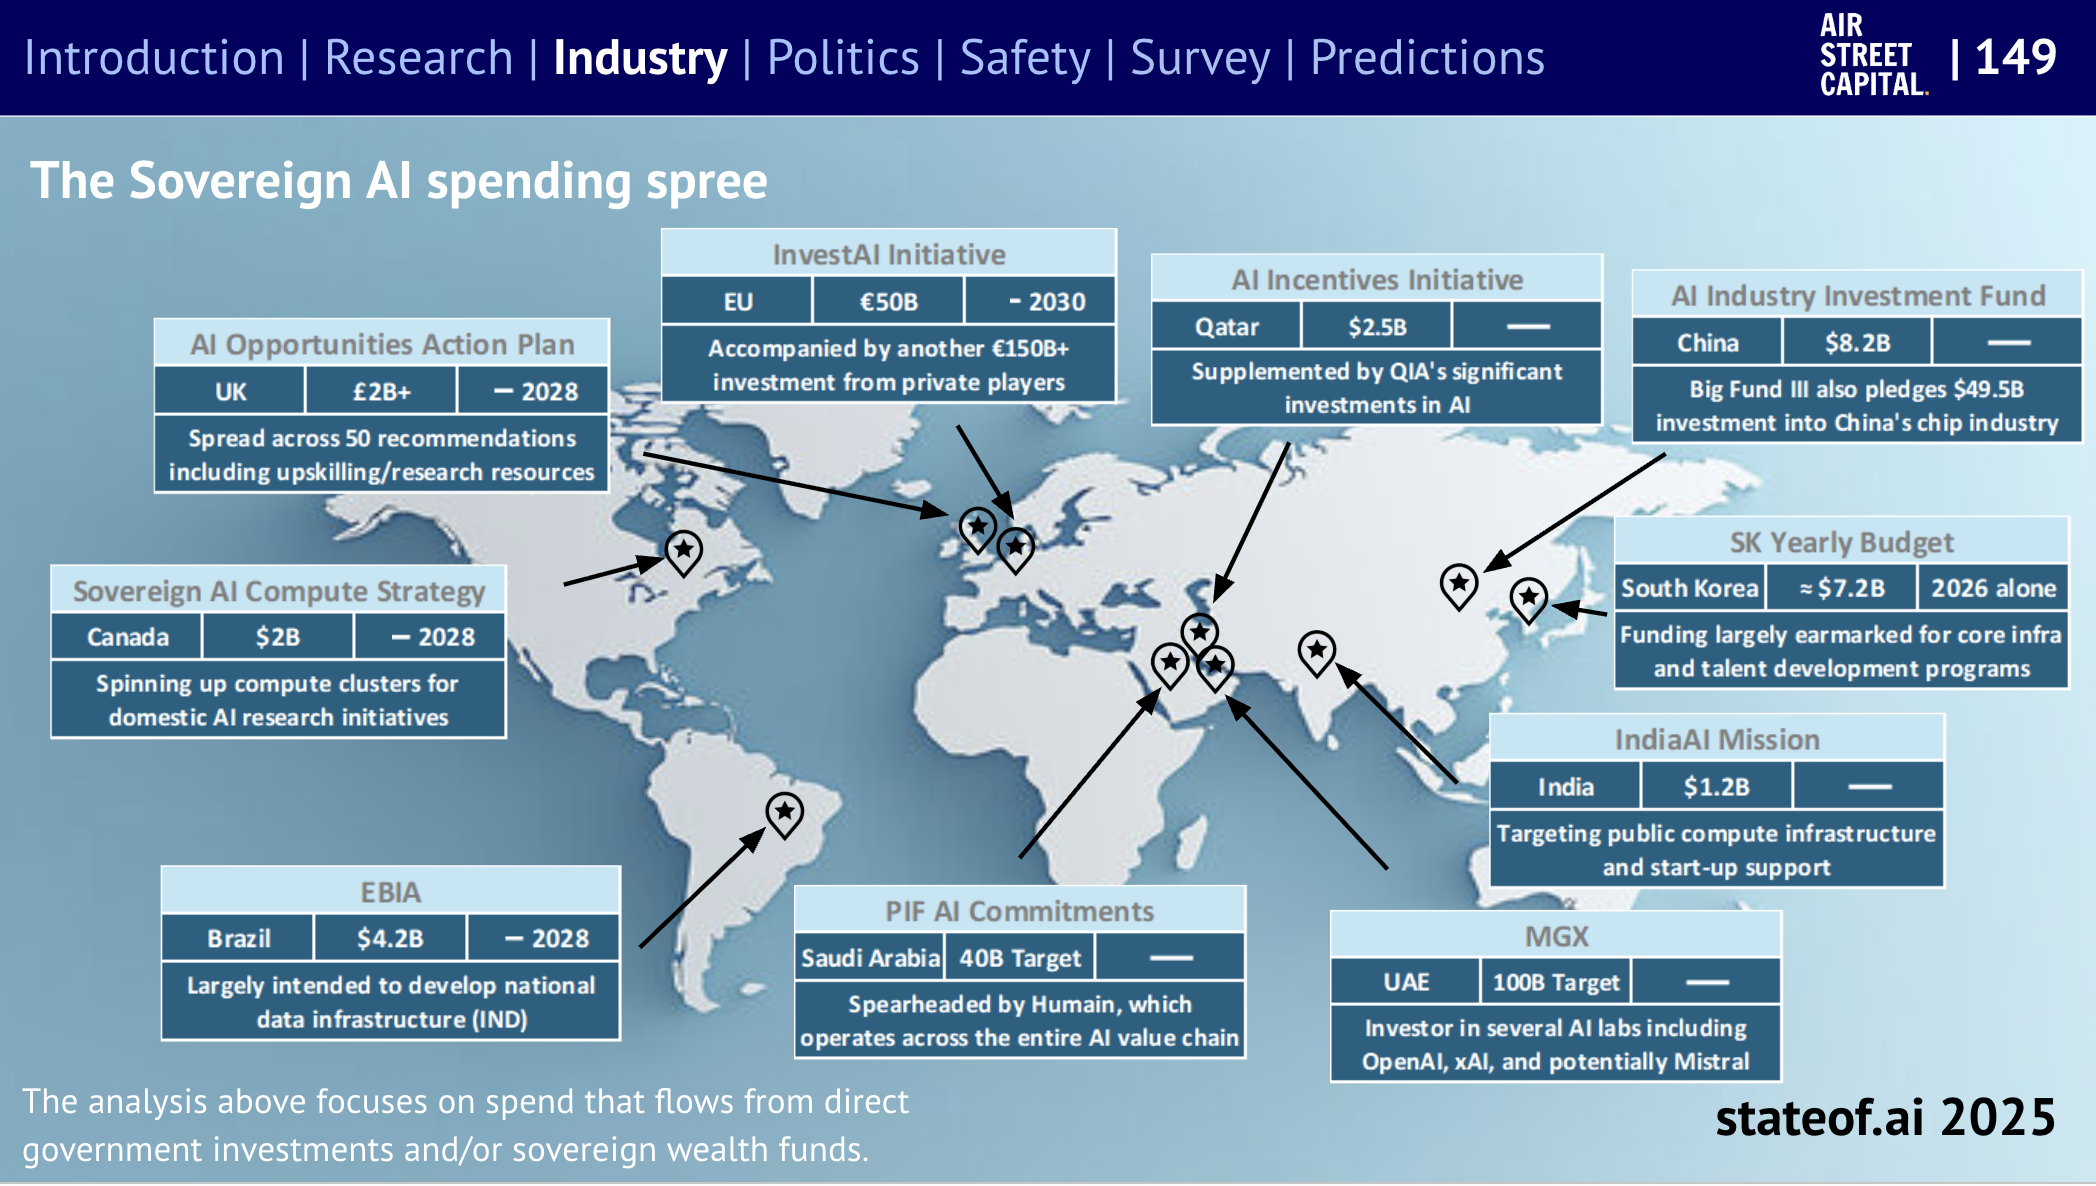 Introduction | Research | Industry | Politics | Safety | Survey | Predictions
AIR
STREET
CAPITAL.
| 149
The Sovereign AI spending spree
InvestAI Initiative
EU €50B – 2030
Accompanied by another €150B+
investment from private players
AI Incentives Initiative
Qatar $2.5B —
Supplemented by QIA's significant
investments in AI
AI Industry Investment Fund
China $8.2B —
Big Fund III also pledges $49.5B
investment into China's chip industry
AI Opportunities Action Plan
UK £2B+ – 2028
Spread across 50 recommendations
including upskilling/research resources
SK Yearly Budget
South Korea ≈ $7.2B 2026 alone
Funding largely earmarked for core infra
and talent development programs
Sovereign AI Compute Strategy
Canada $2B – 2028
Spinning up compute clusters for
domestic AI research initiatives
IndiaAI Mission
India $1.2B —
Targeting public compute infrastructure
and start-up support
EBIA
Brazil $4.2B – 2028
Largely intended to develop national
data infrastructure (IND)
PIF AI Commitments
Saudi Arabia 40B Target —
Spearheaded by Humain, which
operates across the entire AI value chain
MGX
UAE 100B Target —
Investor in several AI labs including
OpenAI, xAI, and potentially Mistral
The analysis above focuses on spend that flows from direct
government investments and/or sovereign wealth funds.
stateof.ai 2025